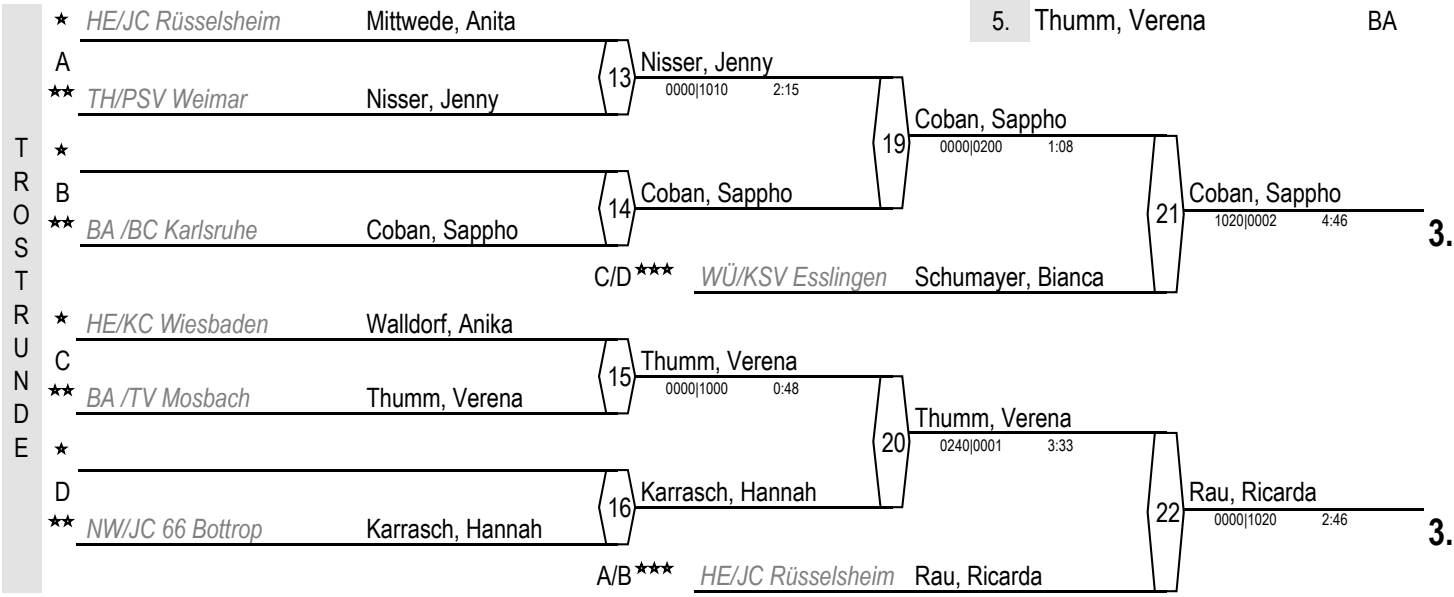 ★ HE/JC Rüsselsheim Mittwede, Anita
5. Thumm, Verena BA
A
13 Nisser, Jenny
0000|1010 2:15
★★ TH/PSV Weimar Nisser, Jenny
19 Coban, Sappho
0000|0200 1:08
TROSTRUNDE
★
B
14 Coban, Sappho
★★ BA /BC Karlsruhe Coban, Sappho
21 Coban, Sappho
1020|0002 4:46
3.
C/D ★★★ WÜ/KSV Esslingen Schumayer, Bianca
★ HE/KC Wiesbaden Walldorf, Anika
C
15 Thumm, Verena
0000|1000 0:48
★★ BA /TV Mosbach Thumm, Verena
20 Thumm, Verena
0240|0001 3:33
★
D
16 Karrasch, Hannah
★★ NW/JC 66 Bottrop Karrasch, Hannah
22 Rau, Ricarda
0000|1020 2:46
3.
A/B ★★★ HE/JC Rüsselsheim Rau, Ricarda